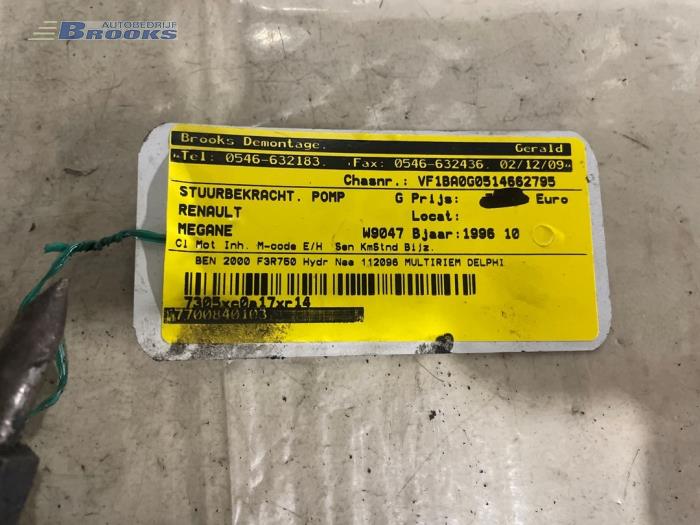 AUTOBEDRIJF
BROOKS
Brooks Demontage. Gerald
Tel: 0546-632183. Fax: 0546-632436. 02/12/09
Chasnr.: VF1BA0G0514662795
STUURBEKRACHT. POMP G Prijs: Euro
RENAULT Locat:
MEGANE W9047 Bjaar: 1996 10
Cl Mot Inh. M-code E/H Sen KmStnd Bijz.
BEN 2000 F3R750 Hydr Nee 112096 MULTIRIEM DELPHI
7305xc0a17xr14
7700840103